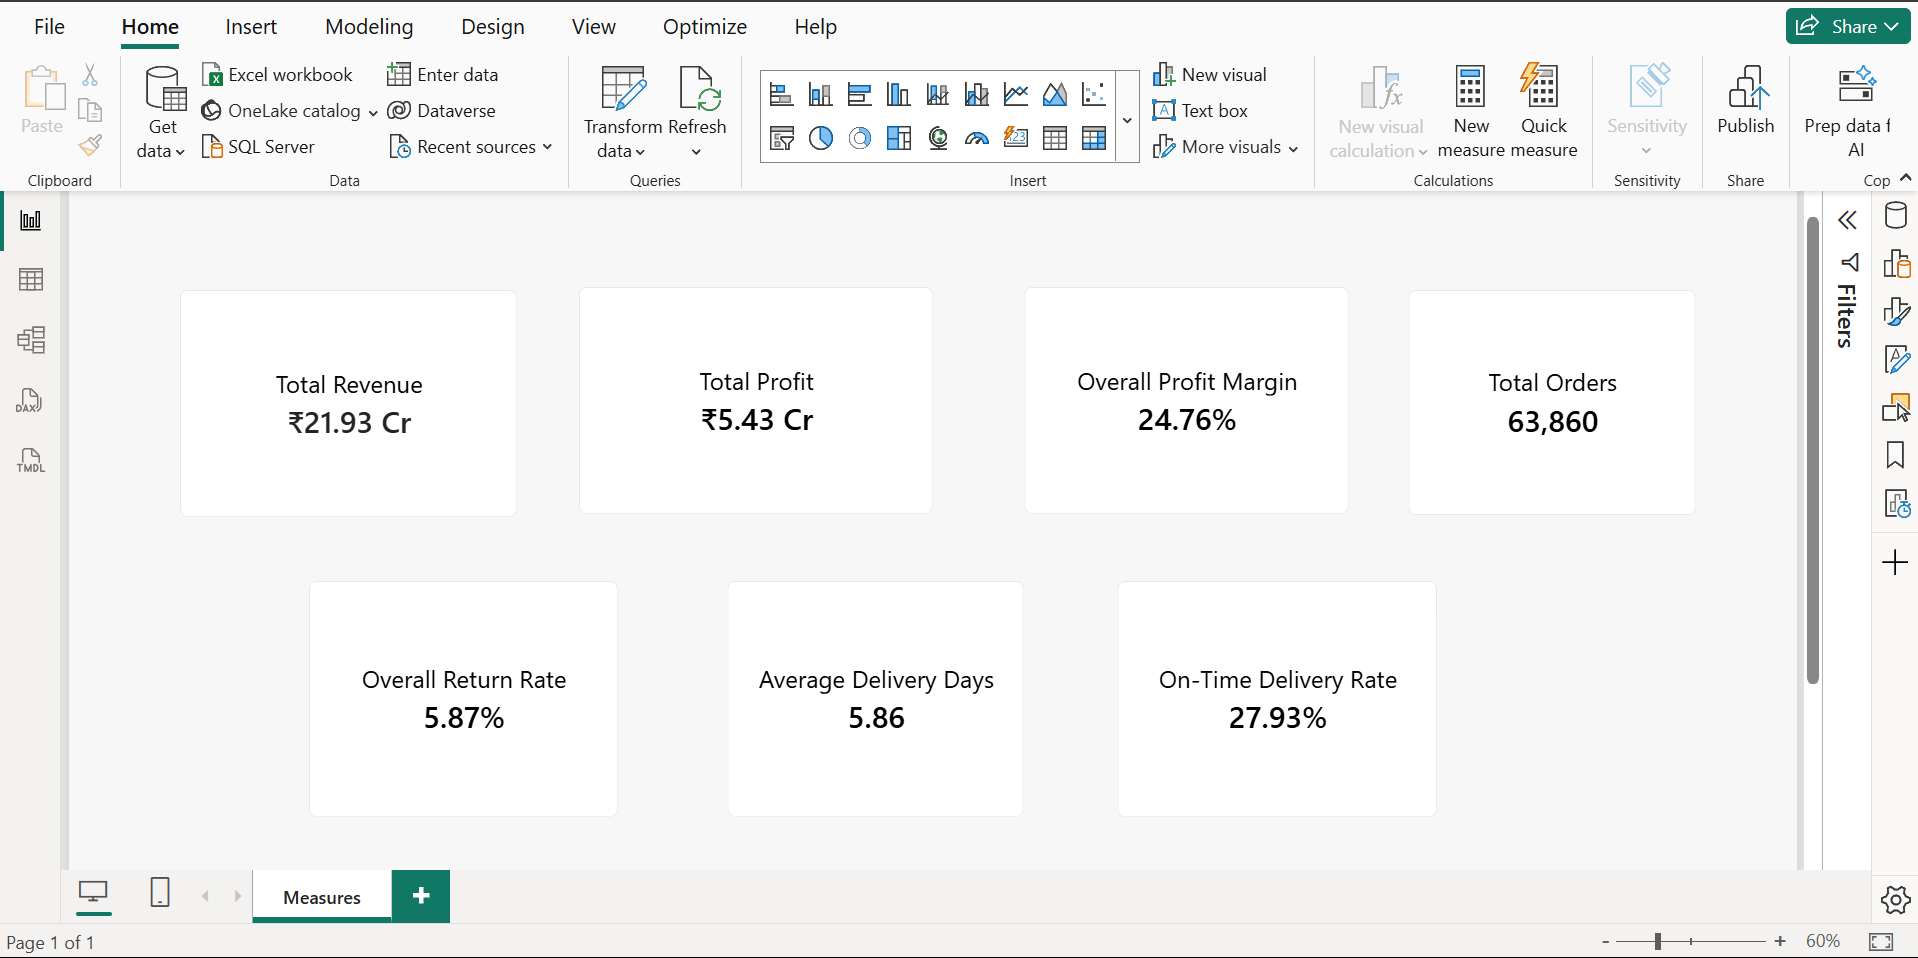 File Home Insert Modeling Design View Optimize Help
Share
Paste
Clipboard
Get
data
Excel workbook
OneLake catalog
SQL Server
Enter data
Dataverse
Recent sources
Data
Transform
data
Refresh
Queries
123
New visual
Text box
More visuals
Insert
New visual
calculation
New
measure
Quick
measure
Calculations
Sensitivity
Sensitivity
Publish
Share
Prep data f
AI
Cop
DAX
TMDL
Filters
Total Revenue
₹21.93 Cr
Total Profit
₹5.43 Cr
Overall Profit Margin
24.76%
Total Orders
63,860
Overall Return Rate
5.87%
Average Delivery Days
5.86
On-Time Delivery Rate
27.93%
Measures
Page 1 of 1
60%